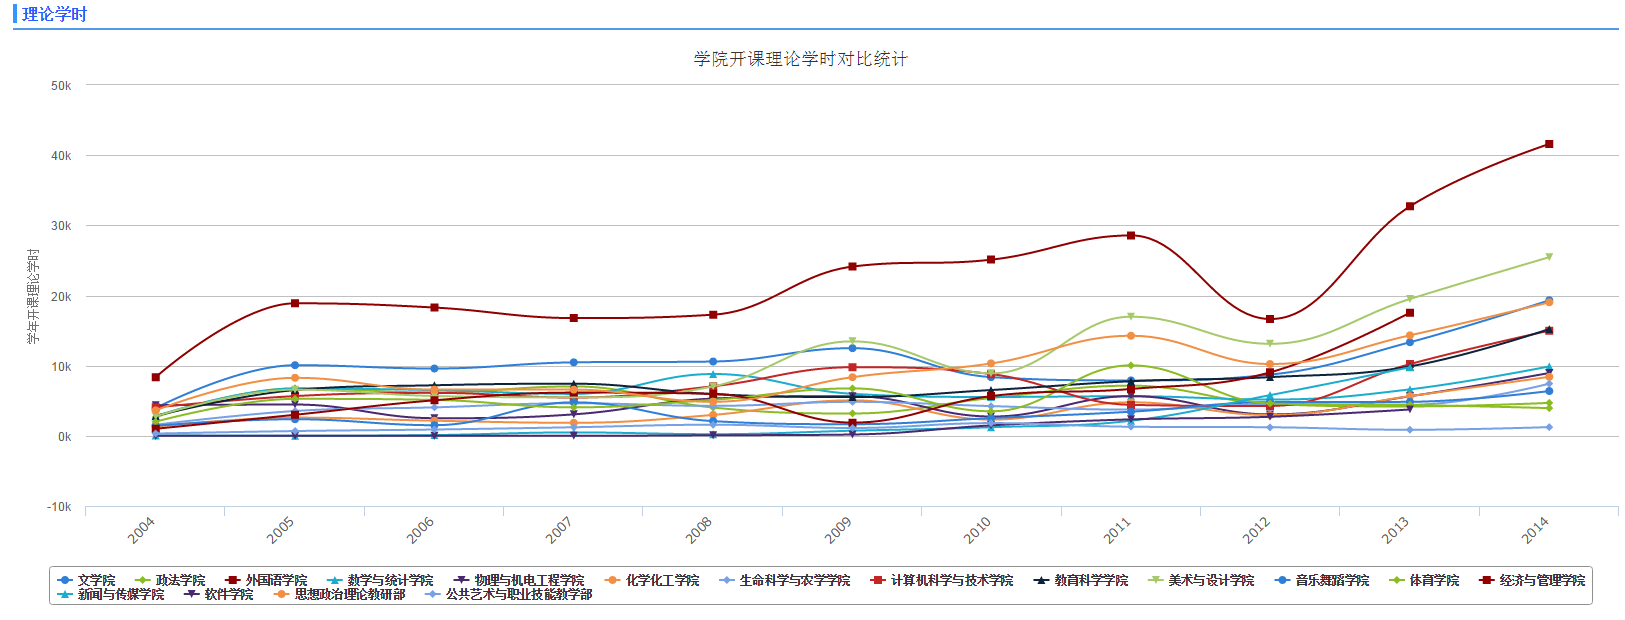 理论学时
学院开课理论学时对比统计
50k
40k
30k
20k
10k
0k
-10k
学年开课理论学时
2004 2005 2006 2007 2008 2009 2010 2011 2012 2013 2014
文学院 政法学院 外国语学院 数学与统计学院 物理与机电工程学院 化学化工学院 生命科学与农学学院 计算机科学与技术学院 教育科学学院 美术与设计学院 音乐舞蹈学院 体育学院 经济与管理学院
新闻与传媒学院 软件学院 思想政治理论教研部 公共艺术与职业技能教学部